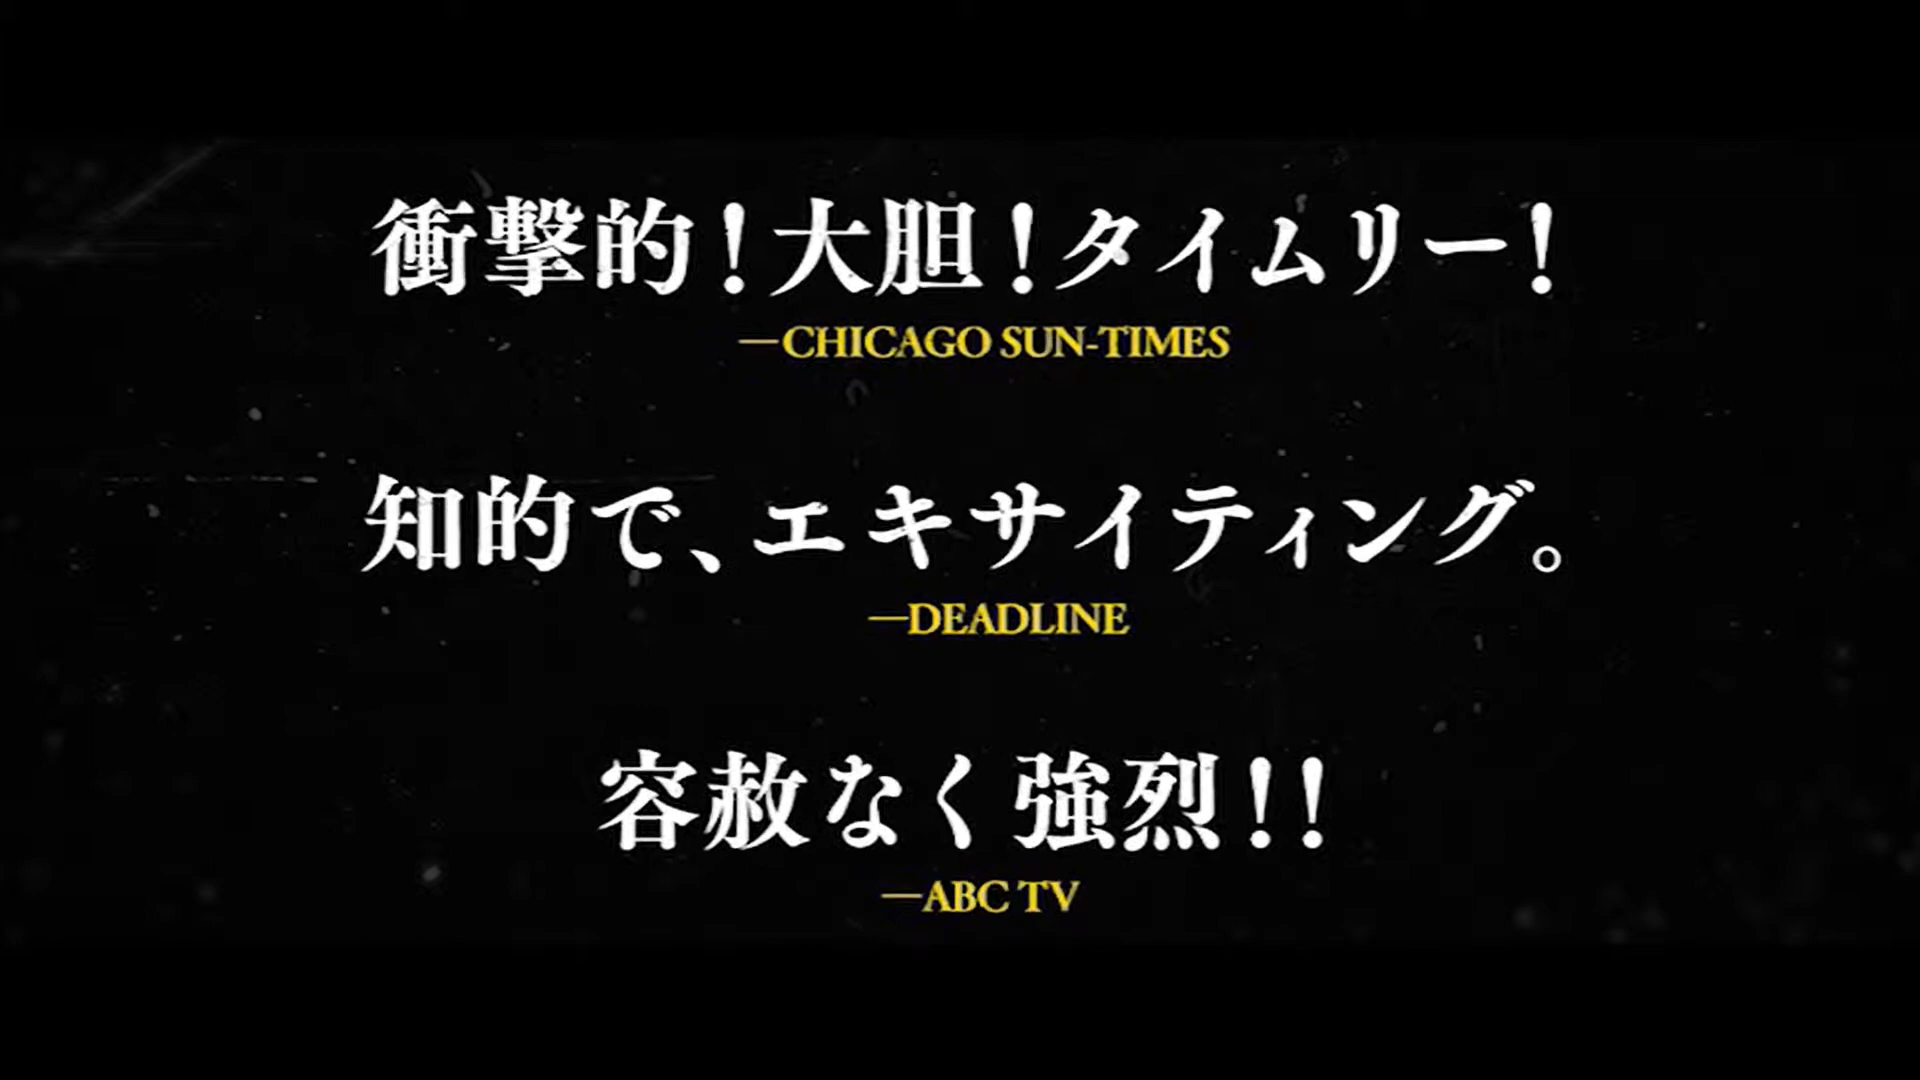 衝撃的！大胆！タイムリー！
—CHICAGO SUN-TIMES
知的で、エキサイティング。
—DEADLINE
容赦なく強烈！！
—ABC TV